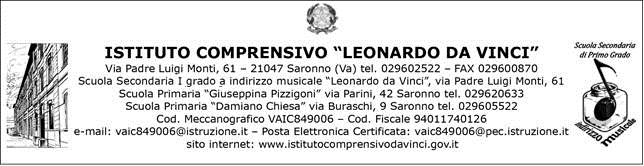 ISTITUTO COMPRENSIVO “LEONARDO DA VINCI”
Via Padre Luigi Monti, 61 – 21047 Saronno (Va) tel. 029602522 – FAX 029600870
Scuola Secondaria I grado a indirizzo musicale “Leonardo da Vinci”, via Padre Luigi Monti, 61
Scuola Primaria “Giuseppina Pizzigoni” via Parini, 42 Saronno tel. 029620633
Scuola Primaria “Damiano Chiesa” via Buraschi, 9 Saronno tel. 029605522
Cod. Meccanografico VAIC849006 – Cod. Fiscale 94011740126
e-mail: vaic849006@istruzione.it – Posta Elettronica Certificata: vaic849006@pec.istruzione.it
sito internet: www.istitutocomprensivodavinci.gov.it
Scuola Secondaria
di Primo Grado
indirizzo musicale